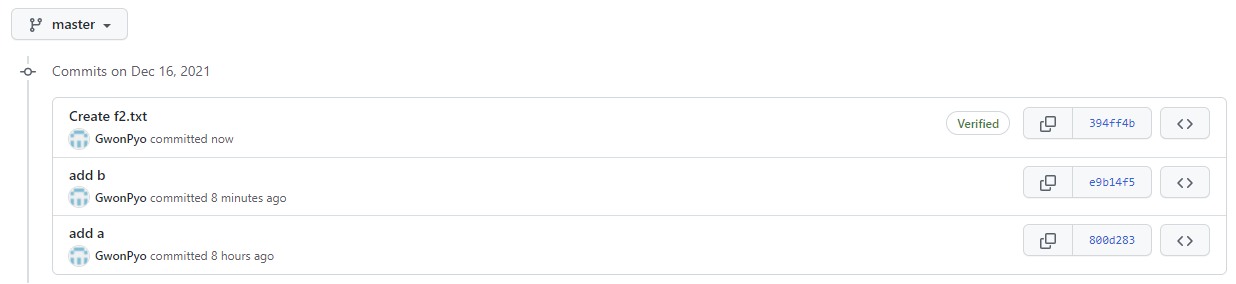 master
Commits on Dec 16, 2021
Create f2.txt
GwonPyo committed now
Verified
394ff4b
add b
GwonPyo committed 8 minutes ago
e9b14f5
add a
GwonPyo committed 8 hours ago
800d283